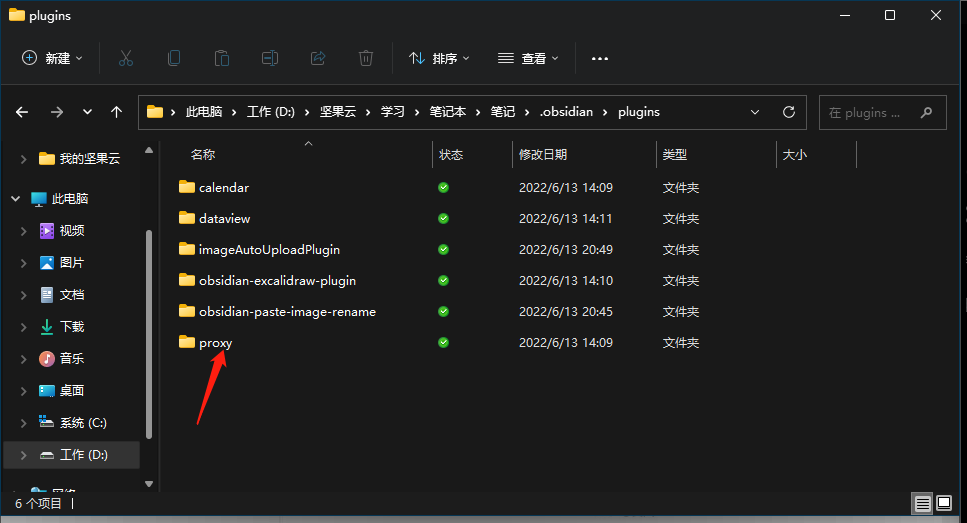 plugins
新建
排序
查看
此电脑 工作 (D:) 坚果云 学习 笔记本 笔记 .obsidian plugins
在 plugins ...
名称 状态 修改日期 类型 大小
我的坚果云
此电脑
视频
图片
文档
下载
音乐
桌面
系统 (C:)
工作 (D:)
calendar 2022/6/13 14:09 文件夹
dataview 2022/6/13 14:11 文件夹
imageAutoUploadPlugin 2022/6/13 20:49 文件夹
obsidian-excalidraw-plugin 2022/6/13 14:10 文件夹
obsidian-paste-image-rename 2022/6/13 20:45 文件夹
proxy 2022/6/13 14:09 文件夹
6 个项目